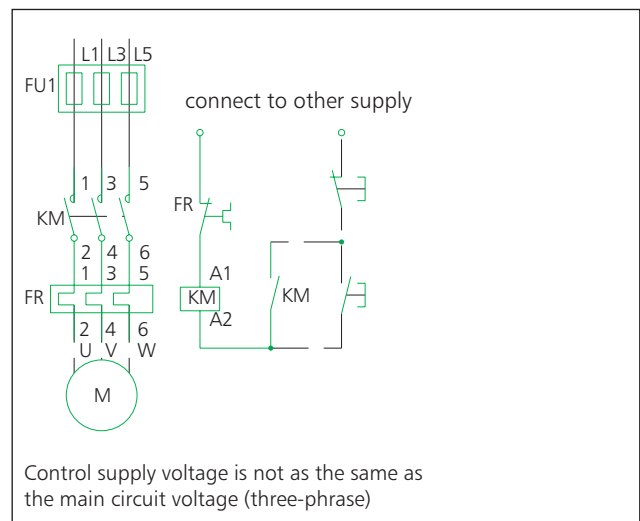 L1 L3 L5
FU1
connect to other supply
1 3 5
KM
FR
2 4 6
1 3 5
A1
FR
KM
KM
A2
2 4 6
U V W
M
Control supply voltage is not as the same as
the main circuit voltage (three-phrase)